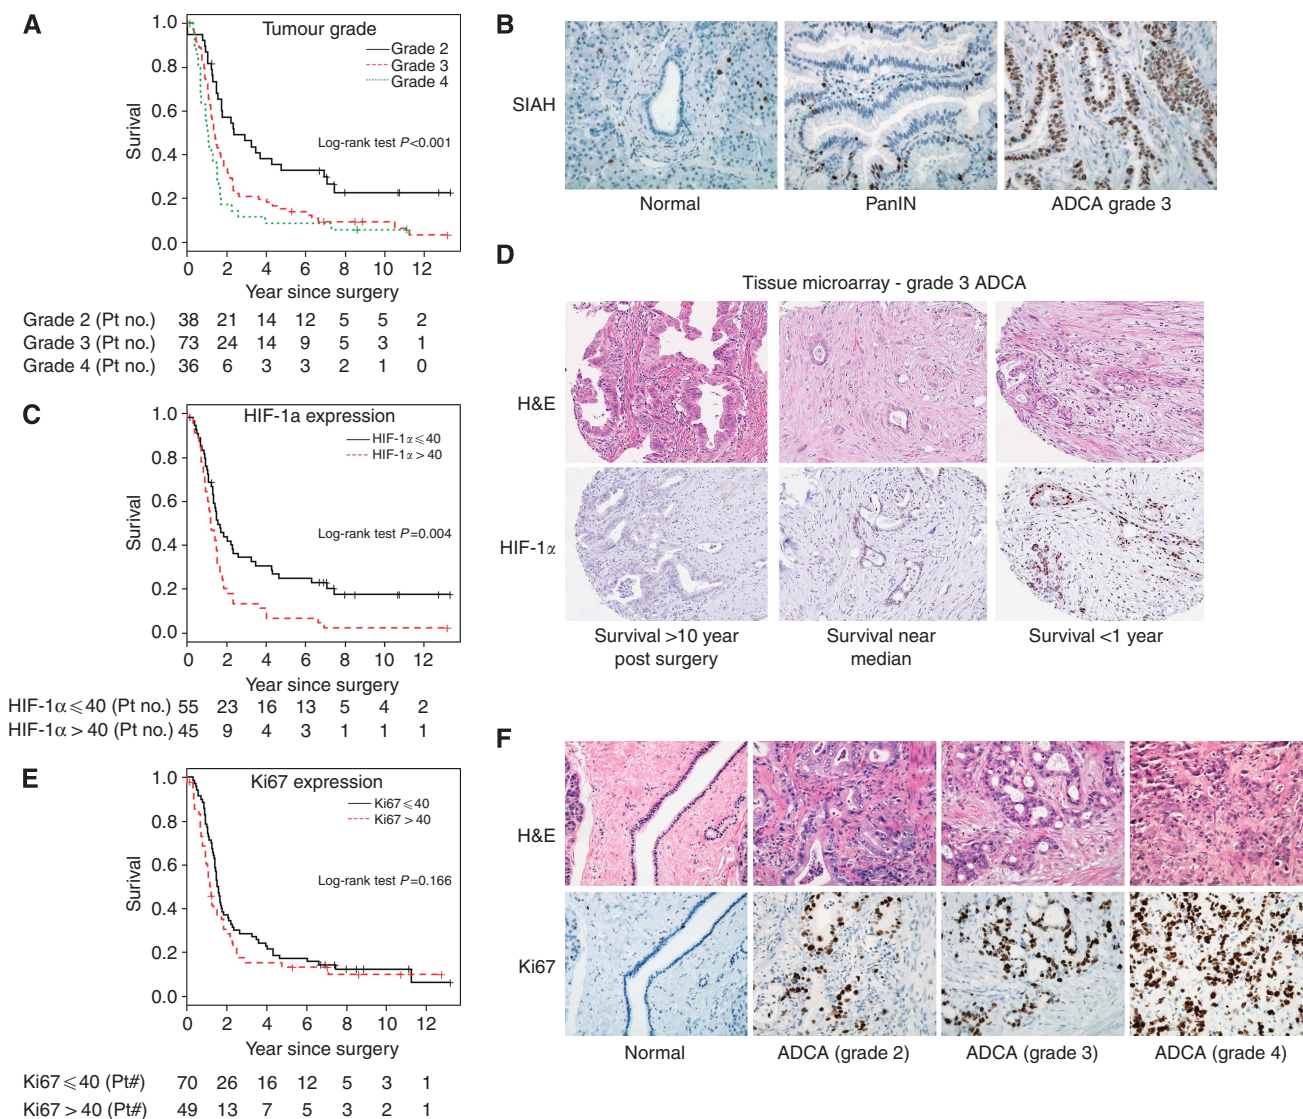 A
Tumour grade
Grade 2
Grade 3
Grade 4
Log-rank test P<0.001
Survival
1.0
0.8
0.6
0.4
0.2
0.0
0 2 4 6 8 10 12
Year since surgery
Grade 2 (Pt no.) 38 21 14 12 5 5 2
Grade 3 (Pt no.) 73 24 14 9 5 3 1
Grade 4 (Pt no.) 36 6 3 3 2 1 0
B
SIAH
Normal
PanIN
ADCA grade 3
C
HIF-1a expression
HIF-1α⩽40
HIF-1α>40
Log-rank test P=0.004
Survival
1.0
0.8
0.6
0.4
0.2
0.0
0 2 4 6 8 10 12
Year since surgery
HIF-1α⩽40 (Pt no.) 55 23 16 13 5 4 2
HIF-1α>40 (Pt no.) 45 9 4 3 1 1 1
D
Tissue microarray - grade 3 ADCA
H&E
HIF-1α
Survival >10 year
post surgery
Survival near
median
Survival <1 year
E
Ki67 expression
Ki67⩽40
Ki67>40
Log-rank test P=0.166
Survival
1.0
0.8
0.6
0.4
0.2
0.0
0 2 4 6 8 10 12
Year since surgery
Ki67⩽40 (Pt#) 70 26 16 12 5 3 1
Ki67>40 (Pt#) 49 13 7 5 3 2 1
F
H&E
Ki67
Normal
ADCA (grade 2)
ADCA (grade 3)
ADCA (grade 4)